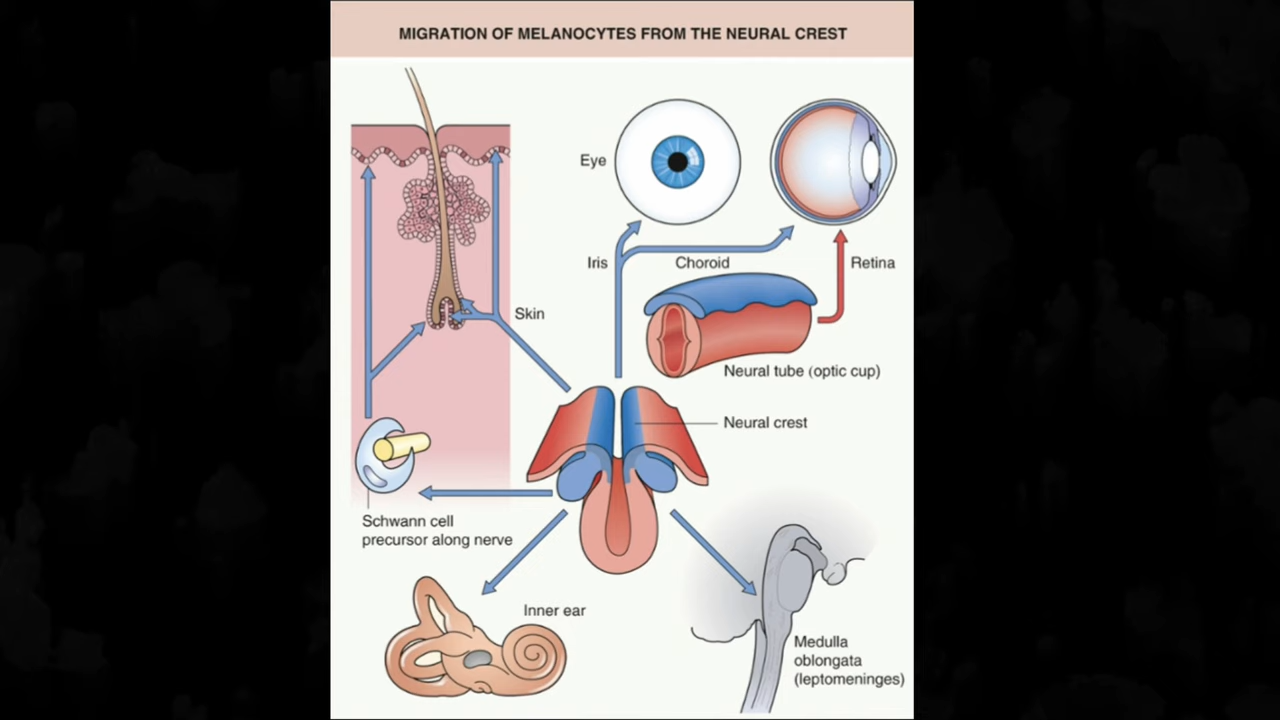 MIGRATION OF MELANOCYTES FROM THE NEURAL CREST
Eye
Iris
Choroid
Retina
Skin
Neural tube (optic cup)
Neural crest
Schwann cell
precursor along nerve
Inner ear
Medulla
oblongata
(leptomeninges)